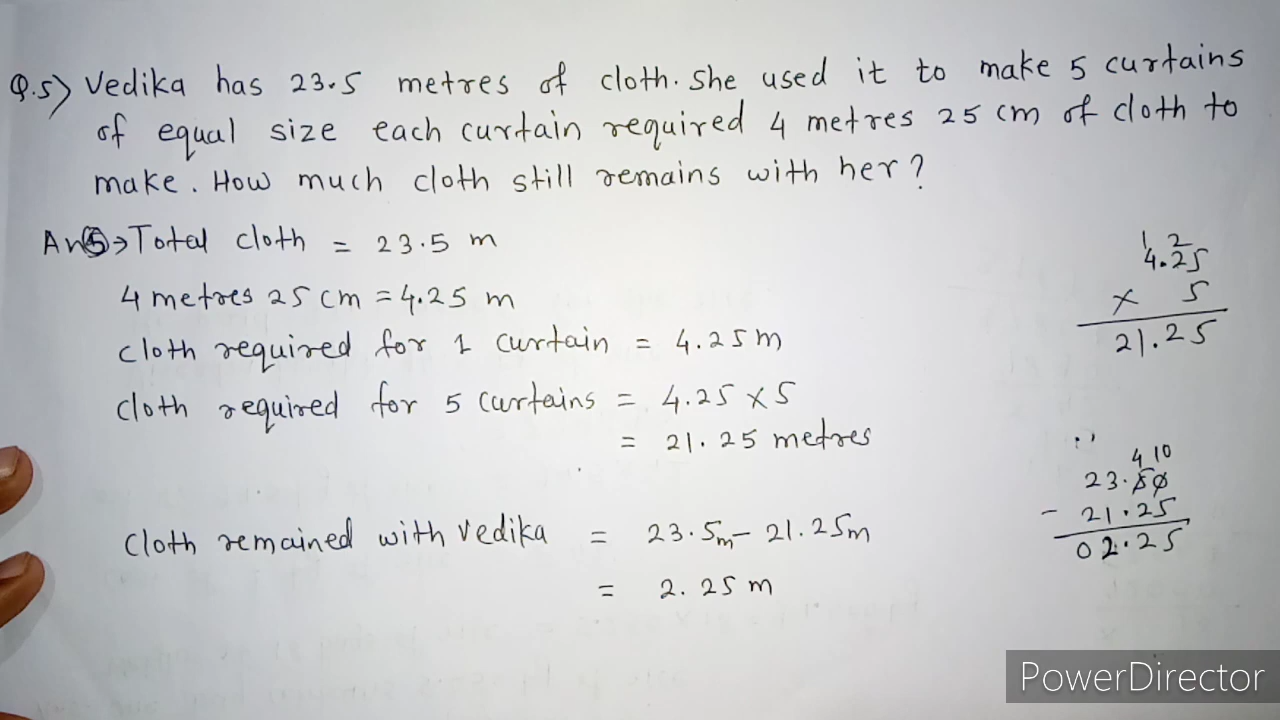 Q.5) Vedika has 23.5 metres of cloth. She used it to make 5 curtains
of equal size each curtain required 4 metres 25 cm of cloth to
make. How much cloth still remains with her?
Ans5→ Total cloth = 23.5 m
4 metres 25 cm = 4.25 m
cloth required for 1 curtain = 4.25m
cloth required for 5 curtains = 4.25 x 5
= 21.25 metres
cloth remained with vedika = 23.5m - 21.25m
= 2.25 m
1 2
4.25
x 5
21.25
4 10
23.50
- 21.25
02.25
PowerDirector